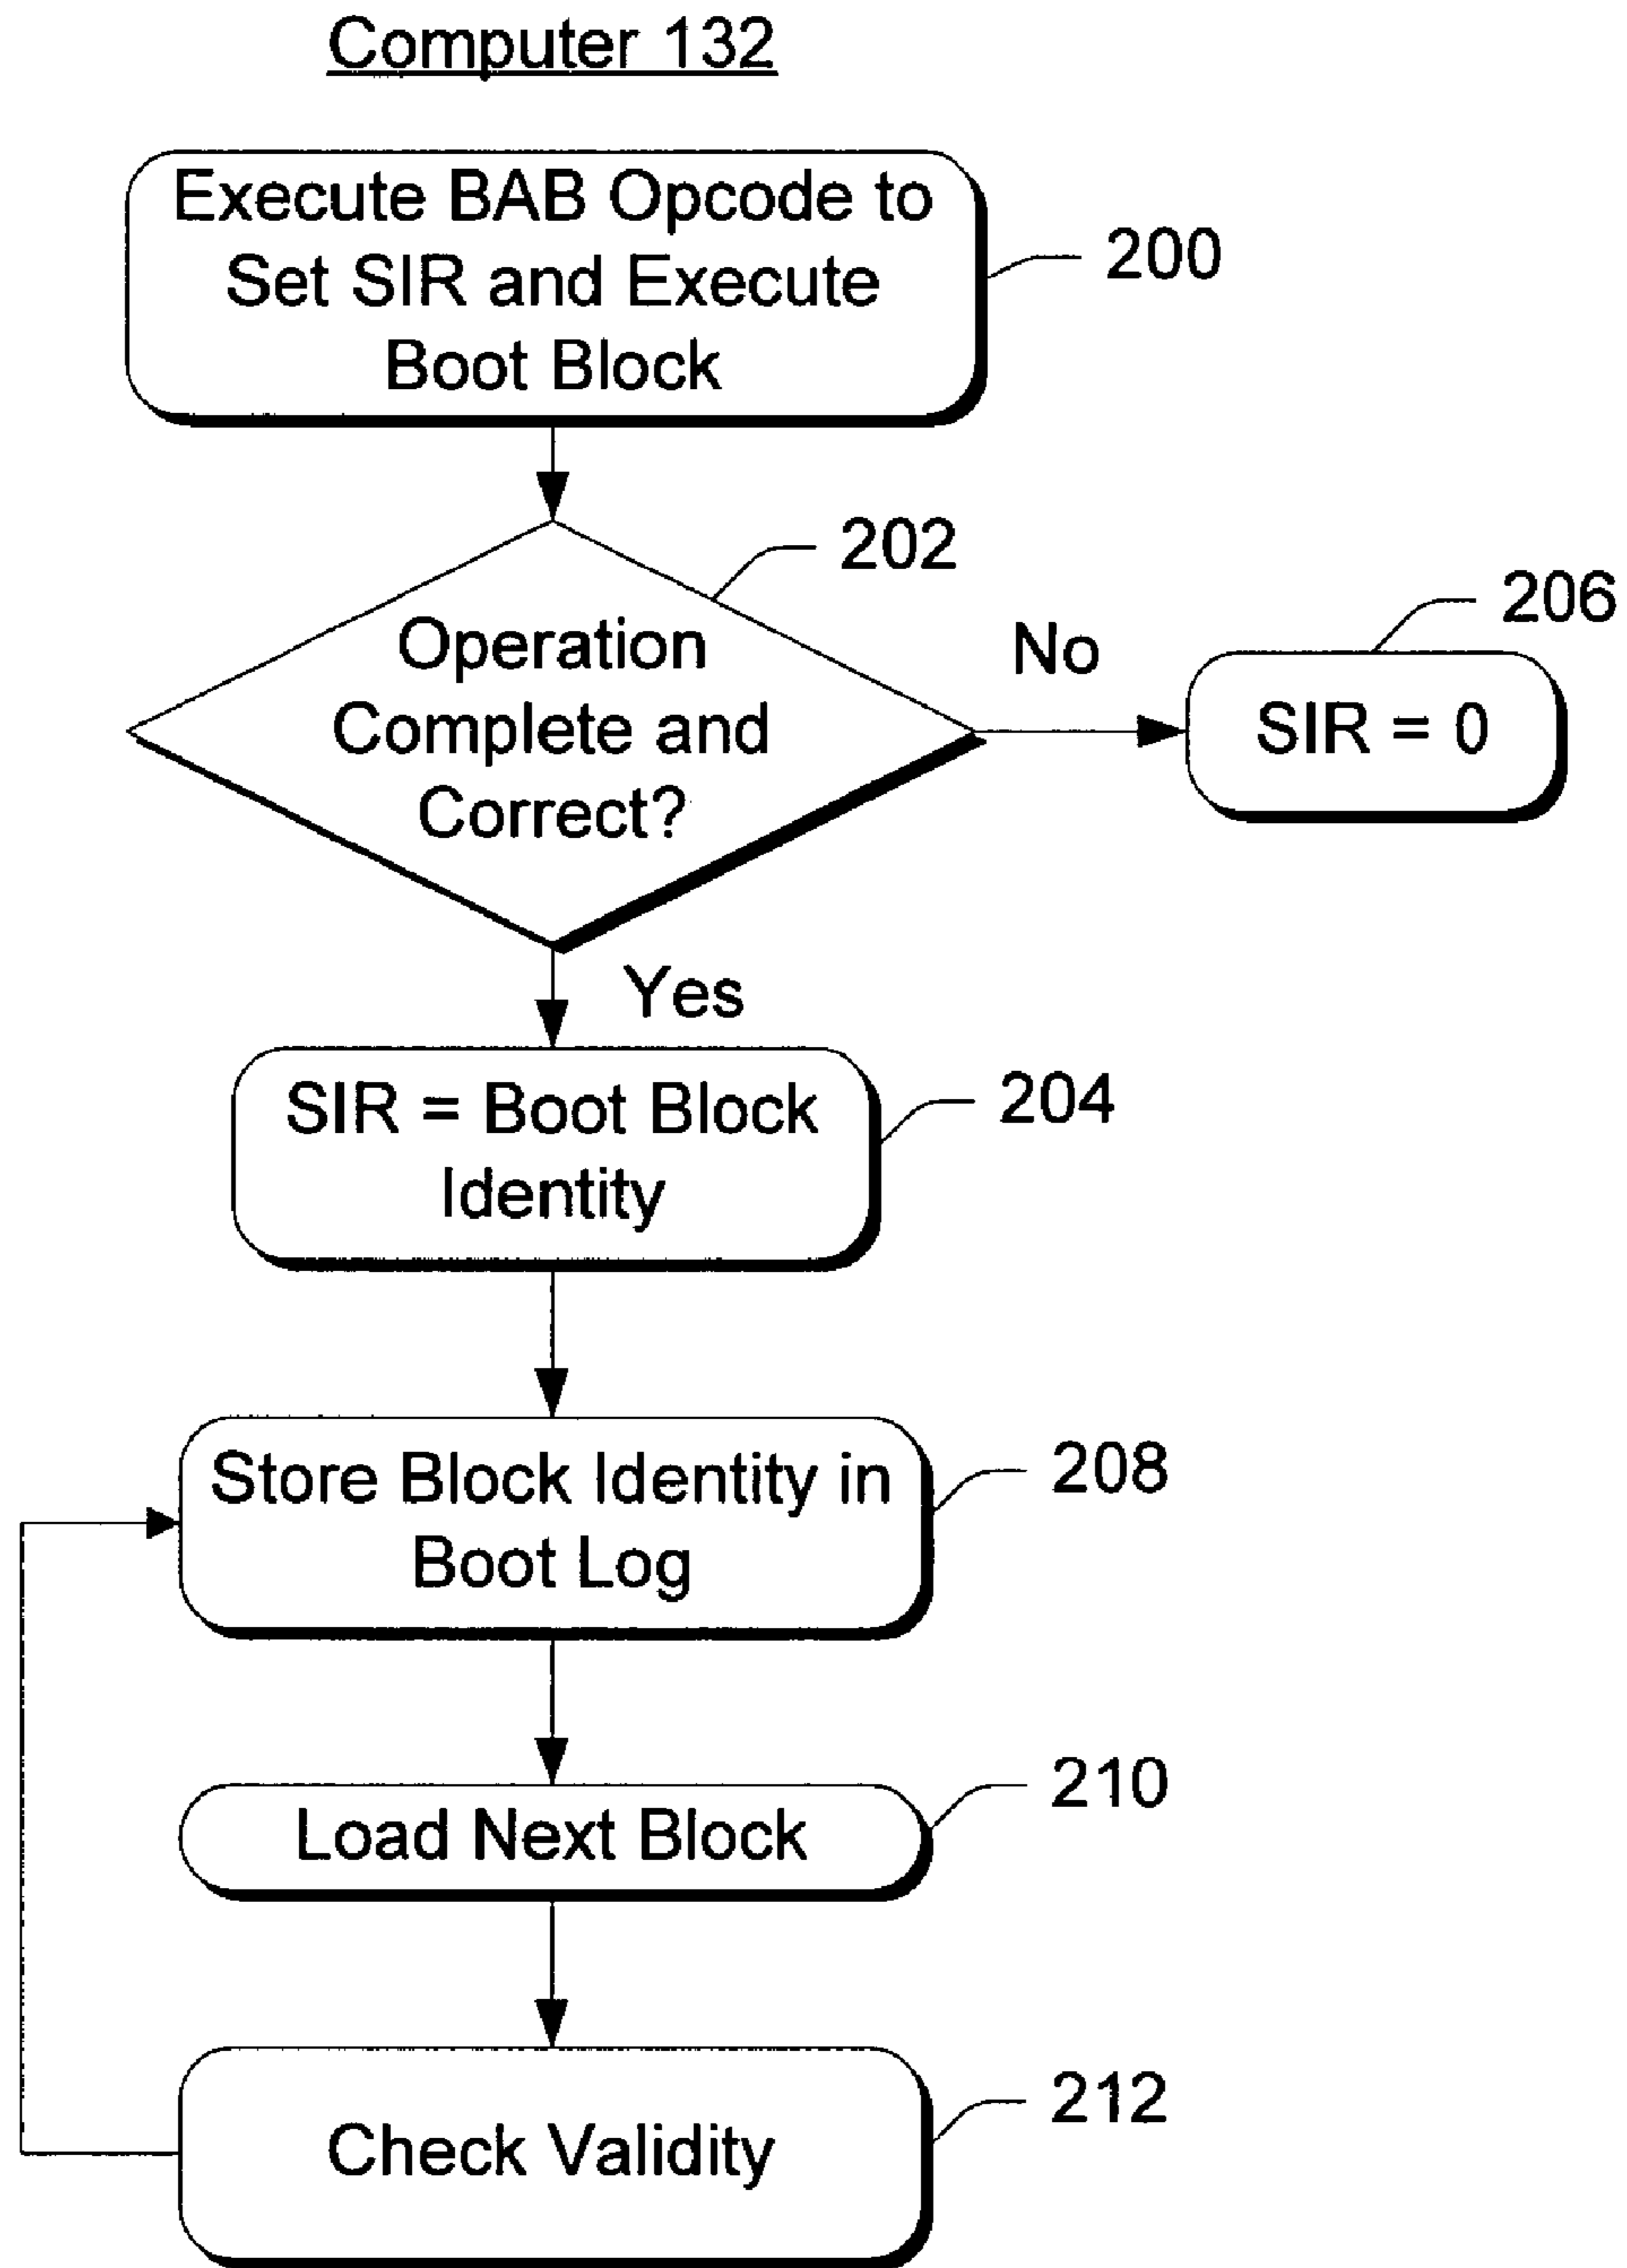 Computer 132
Execute BAB Opcode to
Set SIR and Execute
Boot Block
200
202
Operation
Complete and
Correct?
No
206
SIR = 0
Yes
SIR = Boot Block
Identity
204
Store Block Identity in
Boot Log
208
Load Next Block
210
Check Validity
212